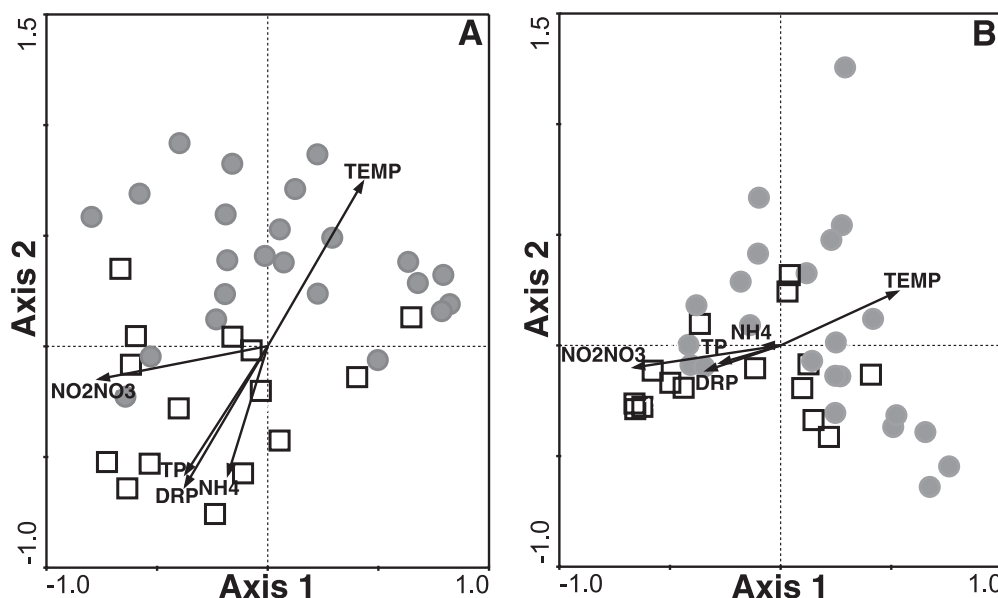 A
1.5
TEMP
Axis 2
NO2NO3
TP
DRP
NH4
-1.0
-1.0
Axis 1
1.0
B
1.5
TEMP
Axis 2
NH4
TP
NO2NO3
DRP
-1.0
-1.0
Axis 1
1.0